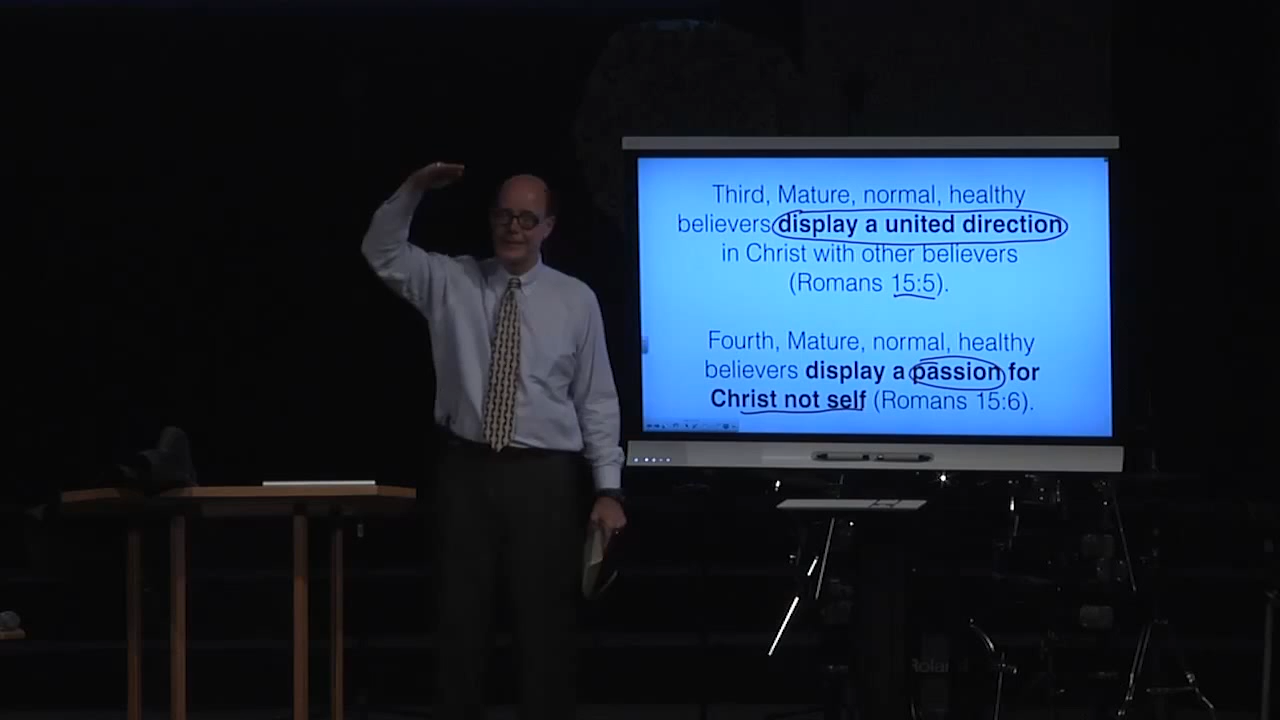 Third, Mature, normal, healthy
believers display a united direction
in Christ with other believers
(Romans 15:5).
Fourth, Mature, normal, healthy
believers display a passion for
Christ not self (Romans 15:6).
Roland